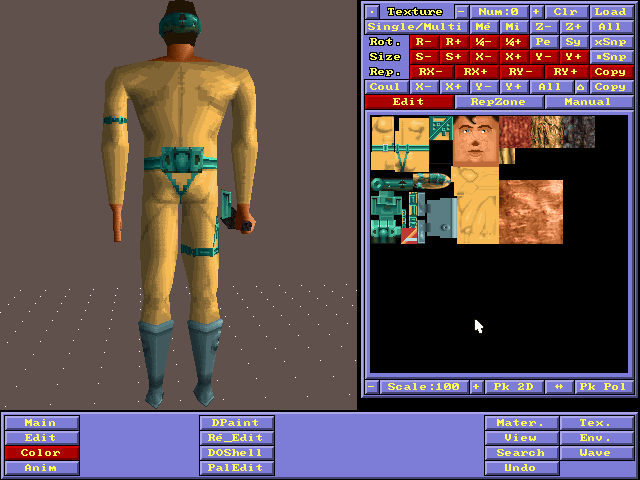 · Texture - Num:0 + Clr Load
Single/Multi Me Mi Z- Z+ All
Rot. R- R+ ¼- ¼+ Pe Sy xSnp
Size S- S+ X- X+ Y- Y+ ▪Snp
Rep. RX- RX+ RY- RY+ Copy
Coul X- X+ Y- Y+ All △ Copy
Edit RepZone Manual
- Scale:100 + Pk 2D ↔ Pk Pol
Main DPaint Mater. Tex.
Edit Re_Edit View Env.
Color DOShell Search Wave
Anim PalEdit Undo